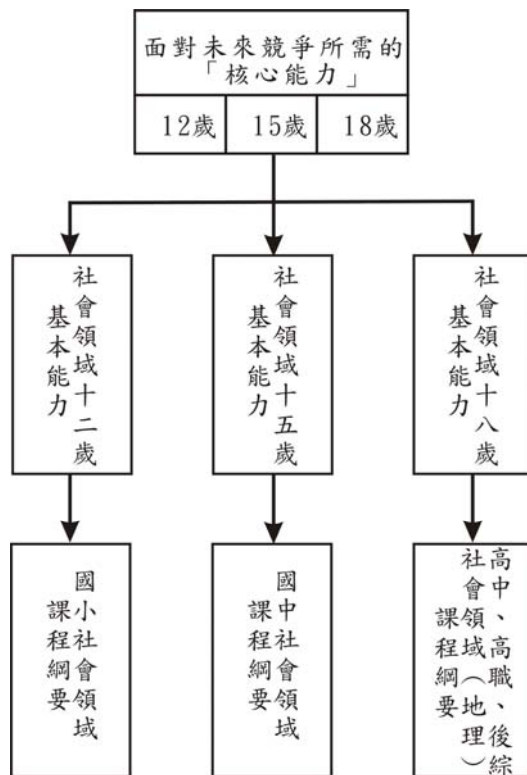 面對未來競爭所需的
「核心能力」
12歲
15歲
18歲
社會領域十二歲
基本能力
社會領域十五歲
基本能力
社會領域十八歲
基本能力
國小社會領域
課程綱要
國中社會領域
課程綱要
高中、高職、後綜
社會領域（地理）
課程綱要